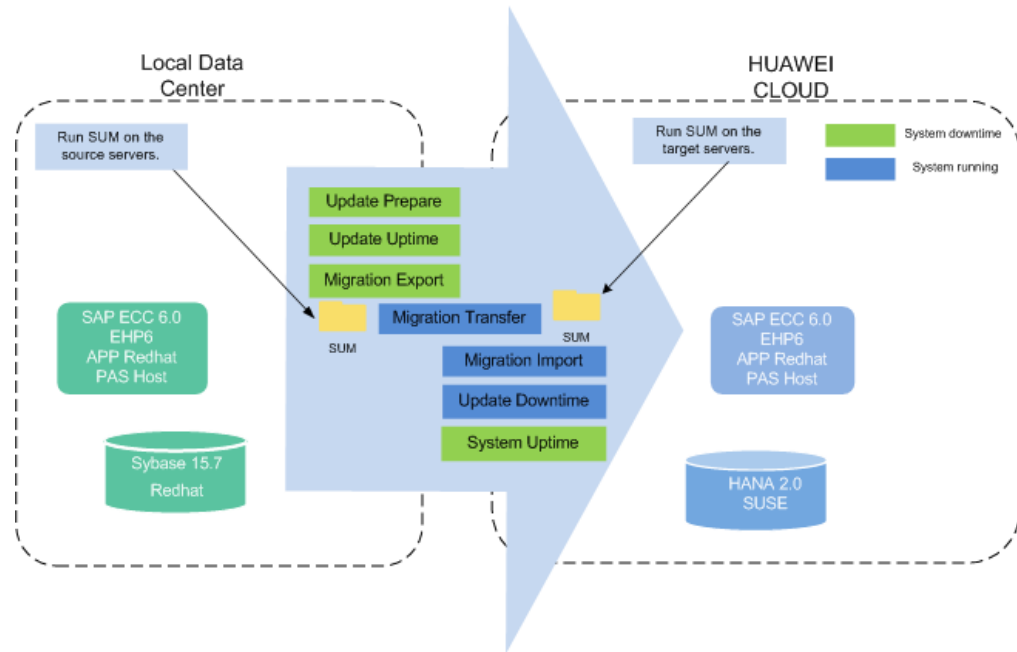 Local Data
Center
HUAWEI
CLOUD
Run SUM on the
source servers.
Run SUM on the
target servers.
System downtime
System running
Update Prepare
Update Uptime
Migration Export
Migration Transfer
SUM
SUM
Migration Import
Update Downtime
System Uptime
SAP ECC 6.0
EHP6
APP Redhat
PAS Host
Sybase 15.7
Redhat
SAP ECC 6.0
EHP6
APP Redhat
PAS Host
HANA 2.0
SUSE